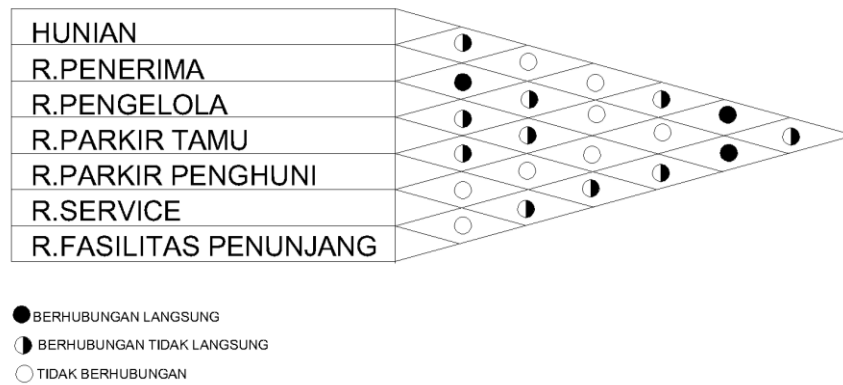 HUNIAN
R.PENERIMA
R.PENGELOLA
R.PARKIR TAMU
R.PARKIR PENGHUNI
R.SERVICE
R.FASILITAS PENUNJANG
BERHUBUNGAN LANGSUNG
BERHUBUNGAN TIDAK LANGSUNG
TIDAK BERHUBUNGAN